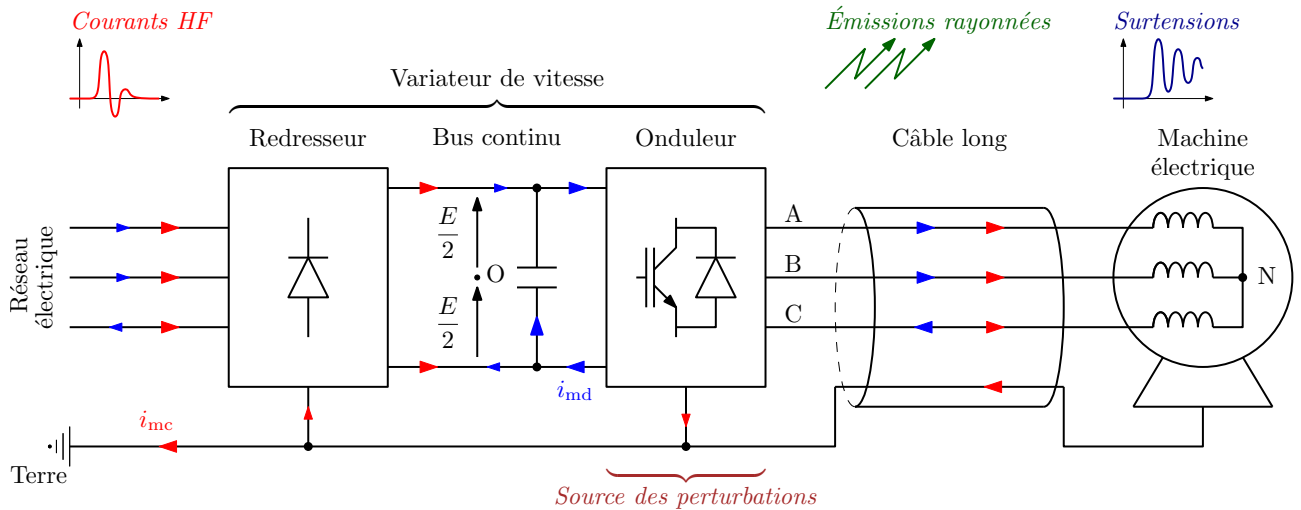 Courants HF
Émissions rayonnées
Surtensions
Variateur de vitesse
Redresseur
Bus continu
Onduleur
Câble long
Machine
électrique
Réseau
électrique
E
2
O
E
2
A
B
C
N
i_md
i_mc
Terre
Source des perturbations